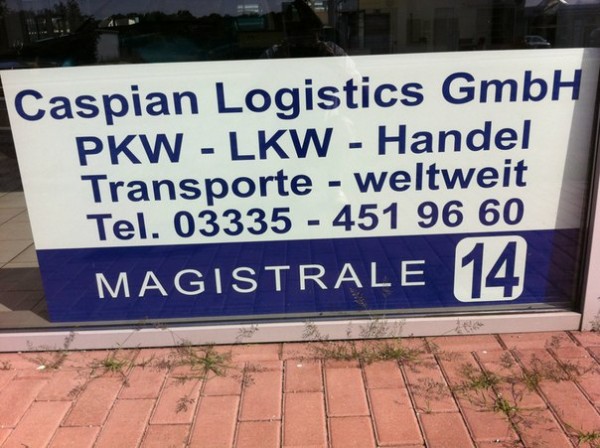 Caspian Logistics GmbH
PKW - LKW - Handel
Transporte - weltweit
Tel. 03335 - 451 96 60
MAGISTRALE 14